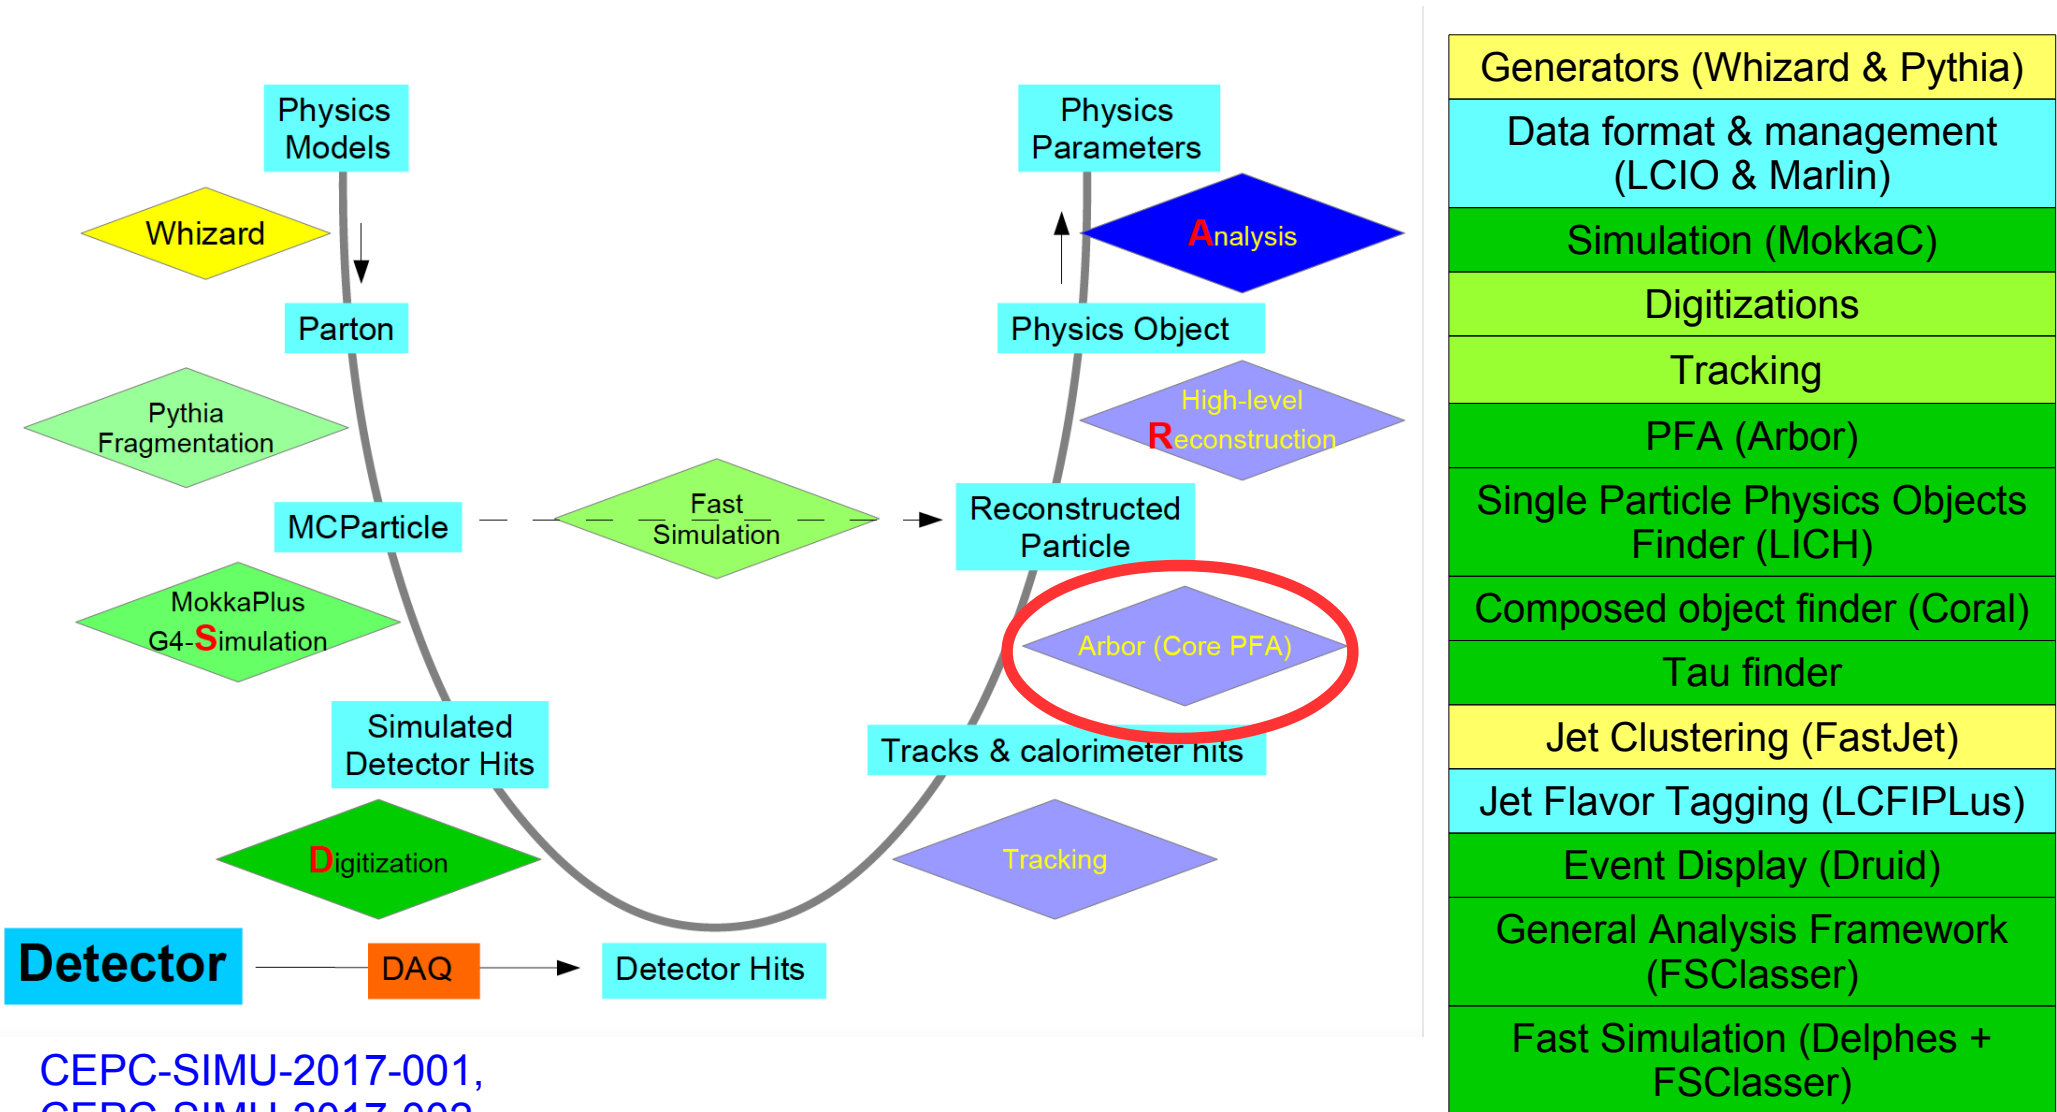 Physics
Models
Whizard
Parton
Pythia
Fragmentation
MCParticle
MokkaPlus
G4-Simulation
Simulated
Detector Hits
Digitization
Detector
DAQ
Detector Hits
Fast
Simulation
Physics
Parameters
Analysis
Physics Object
High-level
Reconstruction
Reconstructed
Particle
Arbor (Core PFA)
Tracks & calorimeter hits
Tracking
CEPC-SIMU-2017-001,
CEPC-SIMU-2017-002
Generators (Whizard & Pythia)
Data format & management
(LCIO & Marlin)
Simulation (MokkaC)
Digitizations
Tracking
PFA (Arbor)
Single Particle Physics Objects
Finder (LICH)
Composed object finder (Coral)
Tau finder
Jet Clustering (FastJet)
Jet Flavor Tagging (LCFIPLus)
Event Display (Druid)
General Analysis Framework
(FSClasser)
Fast Simulation (Delphes +
FSClasser)